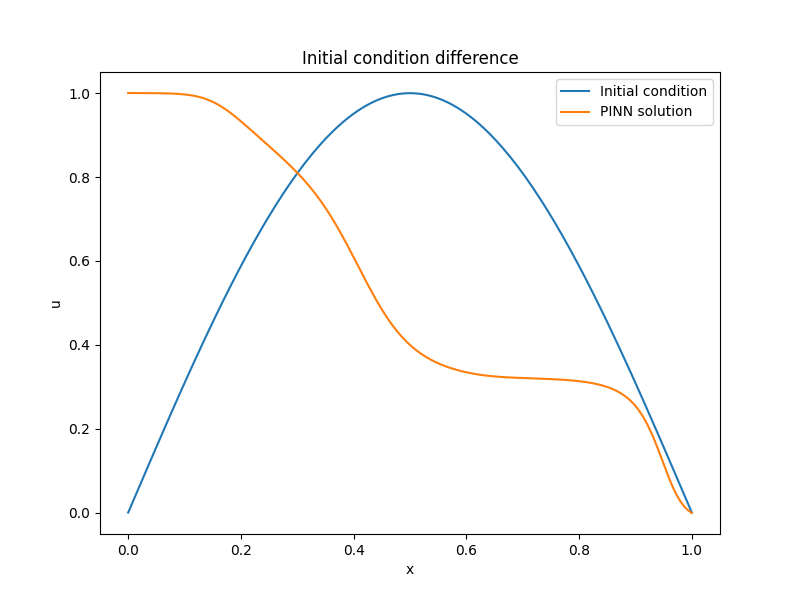 Initial condition difference
Initial condition
PINN solution
1.0
0.8
0.6
0.4
0.2
0.0
u
0.0 0.2 0.4 0.6 0.8 1.0
x